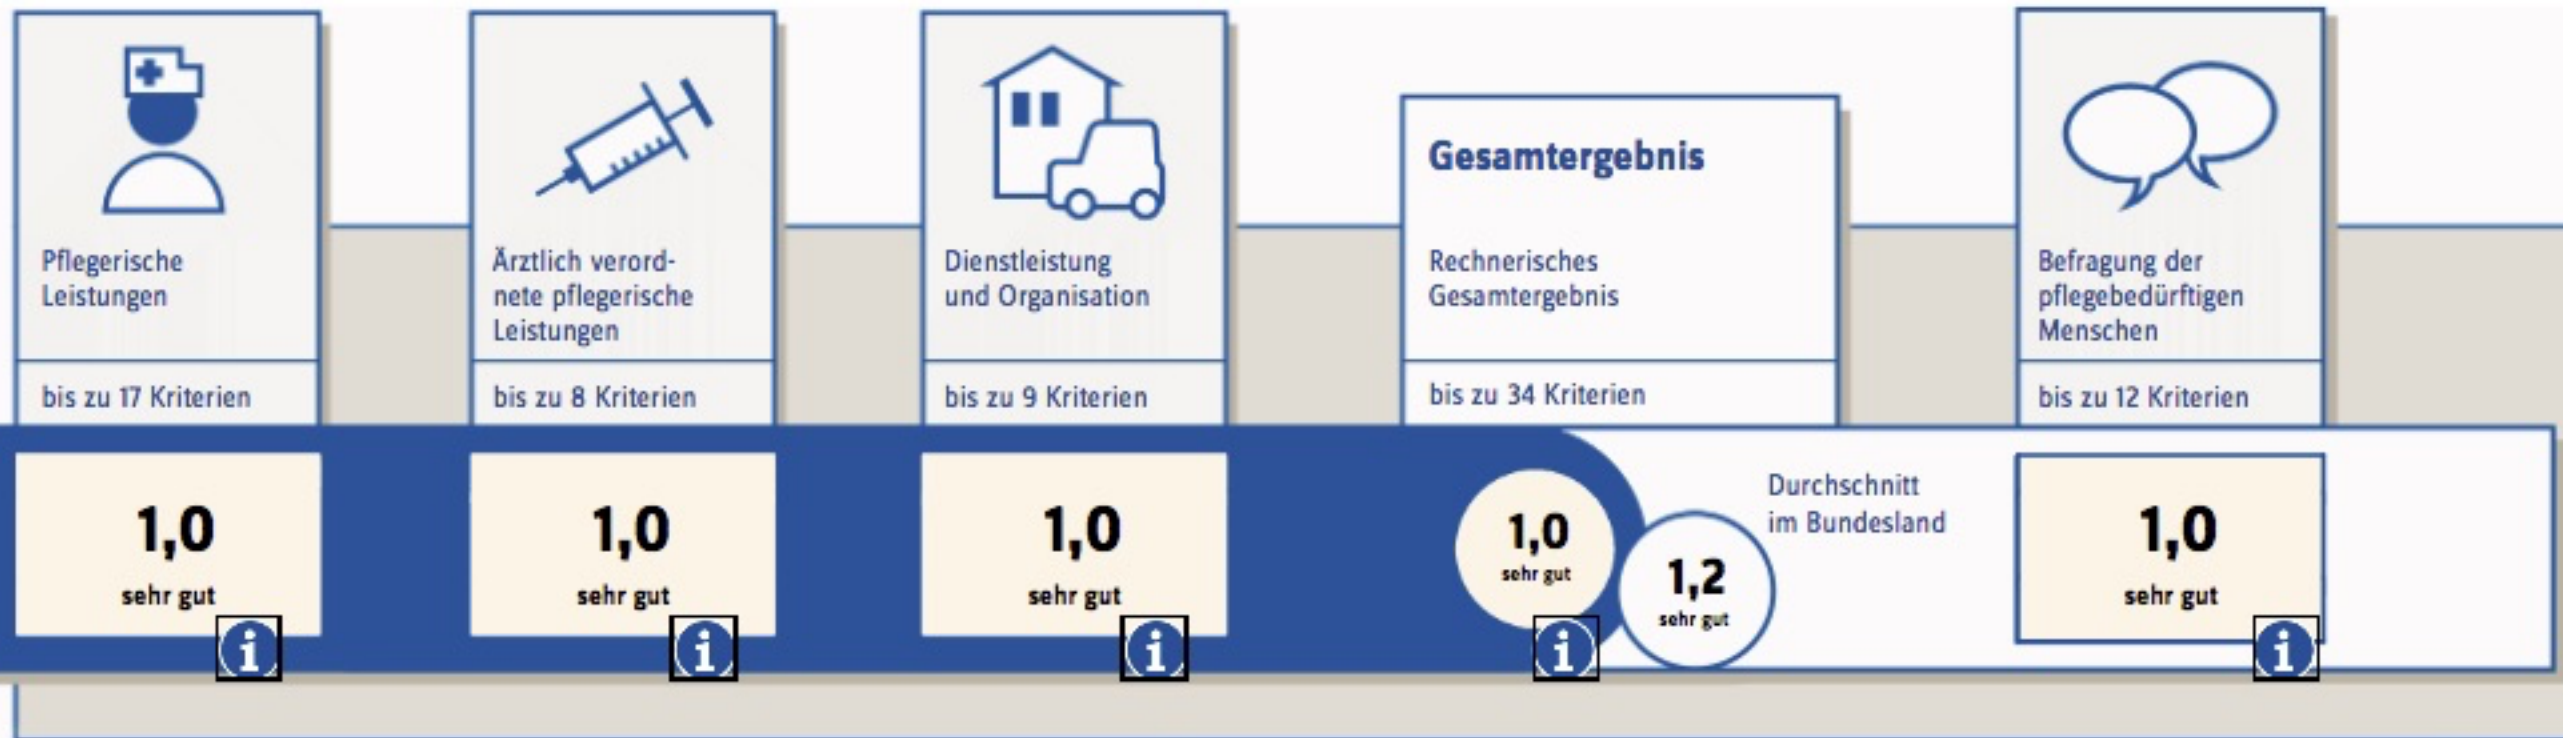 Pflegerische
Leistungen
bis zu 17 Kriterien
1,0
sehr gut
i
Ärztlich verord-
nete pflegerische
Leistungen
bis zu 8 Kriterien
1,0
sehr gut
i
Dienstleistung
und Organisation
bis zu 9 Kriterien
1,0
sehr gut
i
Gesamtergebnis
Rechnerisches
Gesamtergebnis
bis zu 34 Kriterien
1,0
sehr gut
i
1,2
sehr gut
Durchschnitt
im Bundesland
Befragung der
pflegebedürftigen
Menschen
bis zu 12 Kriterien
1,0
sehr gut
i